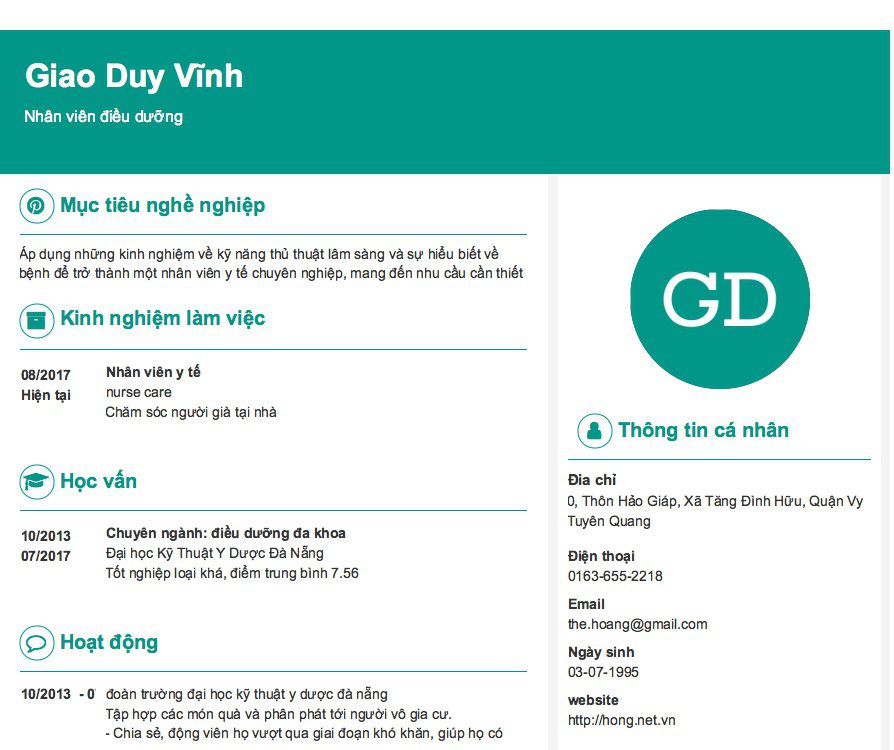 Giao Duy Vĩnh
Nhân viên điều dưỡng
Mục tiêu nghề nghiệp
Áp dụng những kinh nghiệm về kỹ năng thủ thuật lâm sàng và sự hiểu biết về
bệnh để trở thành một nhân viên y tế chuyên nghiệp, mang đến nhu cầu cần thiết
Kinh nghiệm làm việc
08/2017
Hiện tại
Nhân viên y tế
nurse care
Chăm sóc người già tại nhà
Học vấn
10/2013
07/2017
Chuyên ngành: điều dưỡng đa khoa
Đại học Kỹ Thuật Y Dược Đà Nẵng
Tốt nghiệp loại khá, điểm trung bình 7.56
Hoạt động
10/2013 - 0
đoàn trường đại học kỹ thuật y dược đà nẵng
Tập hợp các món quà và phân phát tới người vô gia cư.
- Chia sẻ, động viên họ vượt qua giai đoạn khó khăn, giúp họ có
GD
Thông tin cá nhân
Đia chỉ
0, Thôn Hảo Giáp, Xã Tăng Đình Hữu, Quận Vy
Tuyên Quang
Điện thoại
0163-655-2218
Email
the.hoang@gmail.com
Ngày sinh
03-07-1995
website
http://hong.net.vn